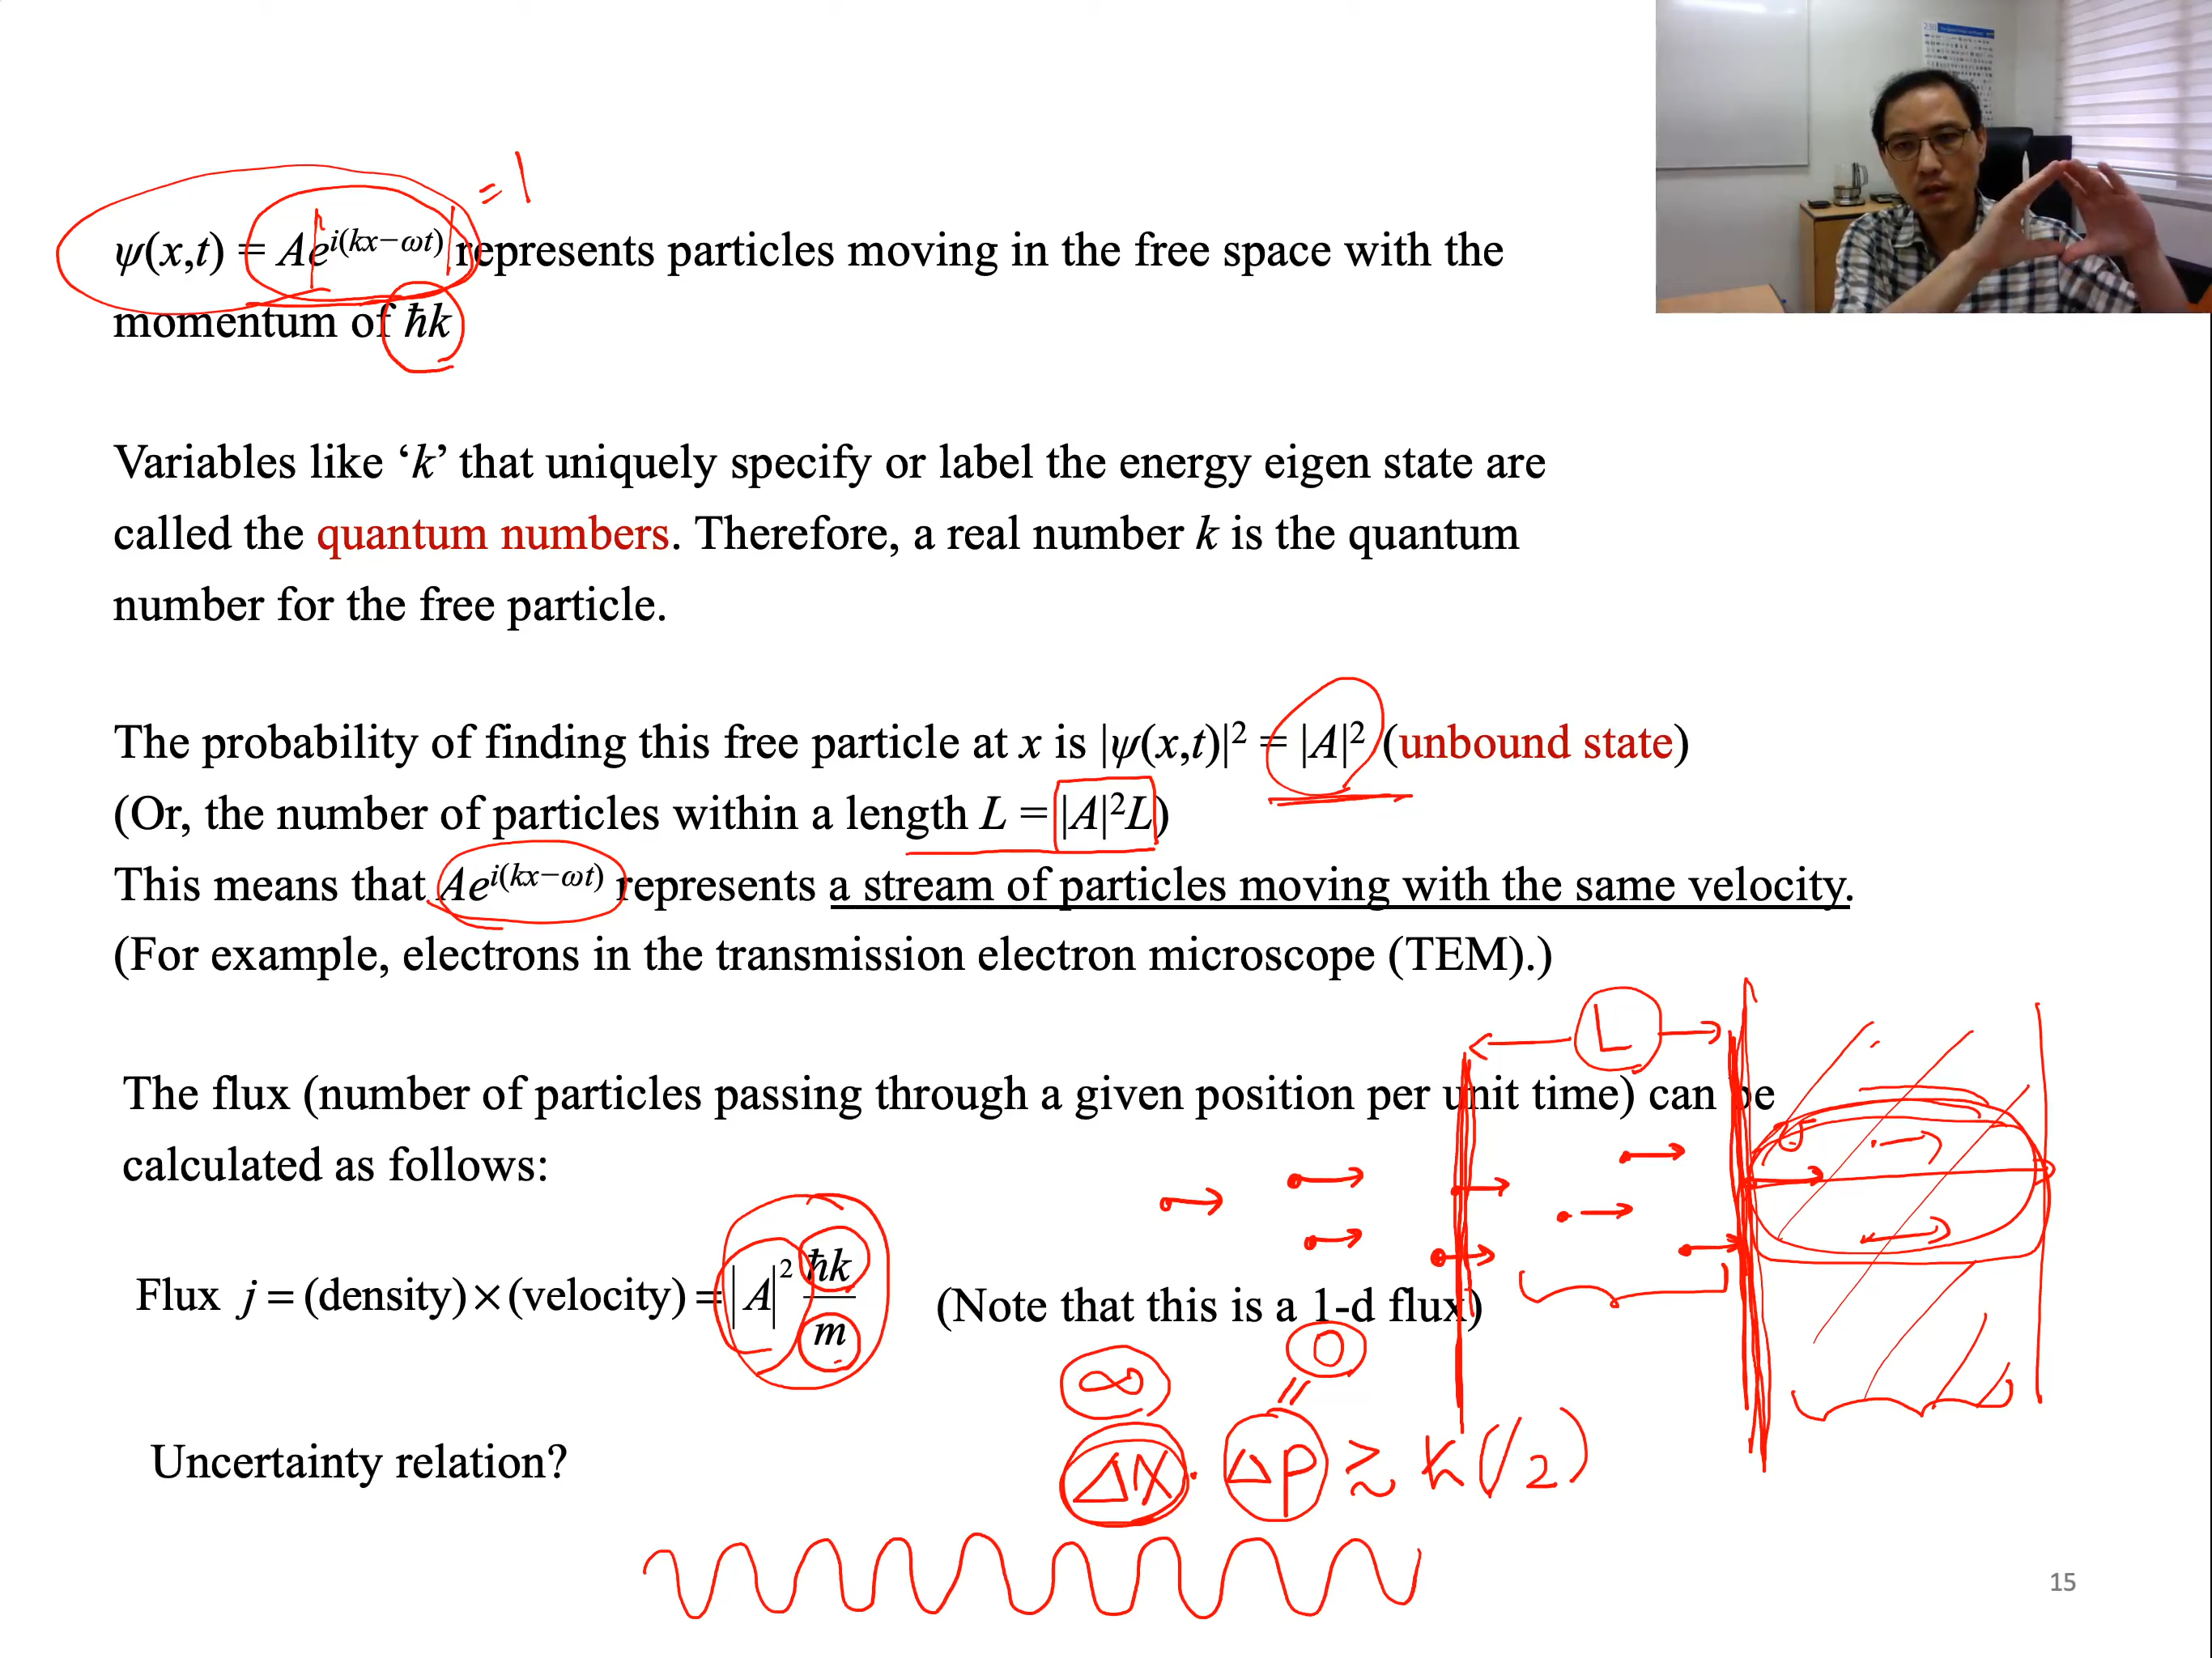 = 1
ψ(x,t) = Ae^{i(kx−ωt)} represents particles moving in the free space with the
momentum of ħk
Variables like ‘k’ that uniquely specify or label the energy eigen state are
called the quantum numbers. Therefore, a real number k is the quantum
number for the free particle.
The probability of finding this free particle at x is |ψ(x,t)|² = |A|² (unbound state)
(Or, the number of particles within a length L = |A|²L)
This means that Ae^{i(kx−ωt)} represents a stream of particles moving with the same velocity.
(For example, electrons in the transmission electron microscope (TEM).)
L
The flux (number of particles passing through a given position per unit time) can be
calculated as follows:
Flux j = (density)×(velocity) = |A|² ħk/m (Note that this is a 1-d flux)
∞ 0
=
Uncertainty relation? Δx · Δp ≳ ħ(/2)
15